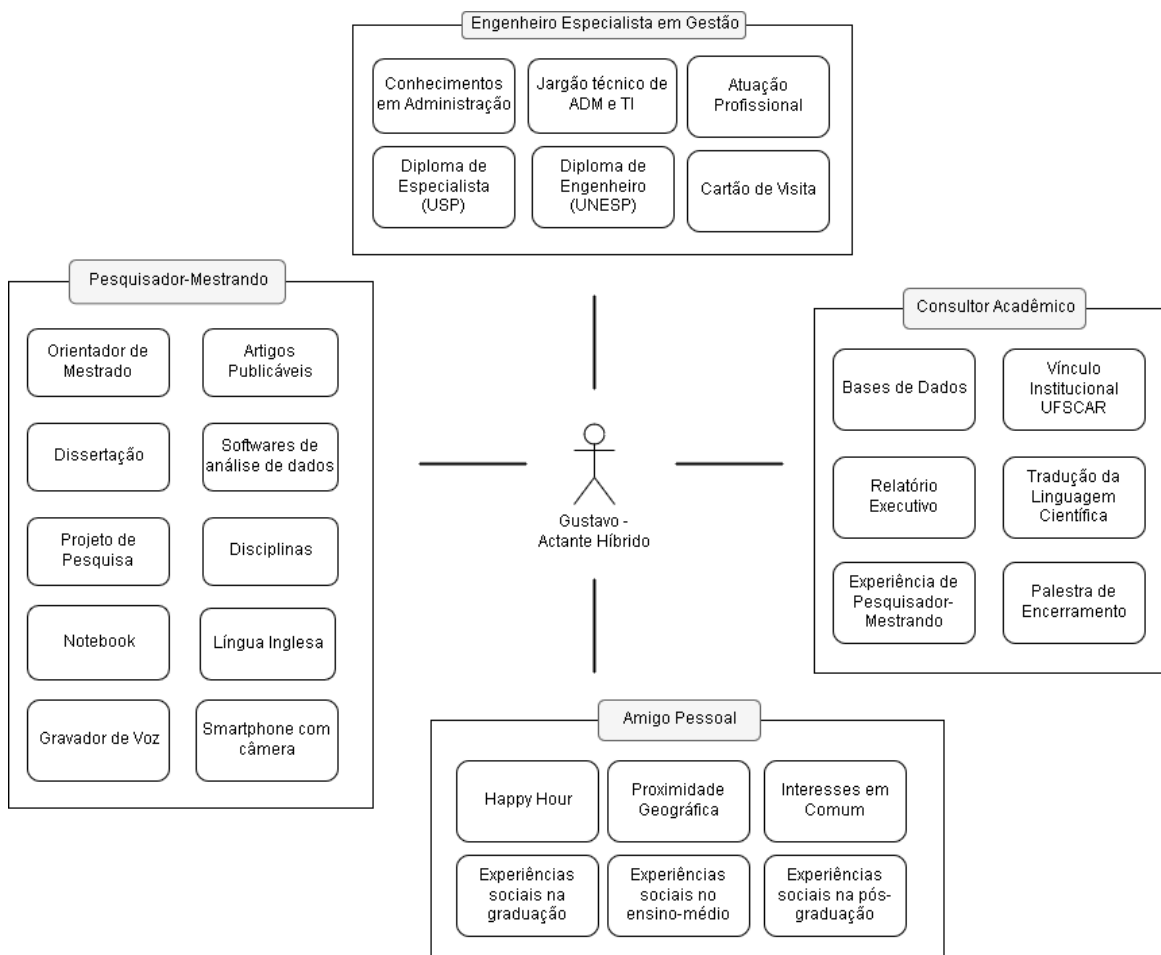 Engenheiro Especialista em Gestão
Conhecimentos
em Administração
Jargão técnico de
ADM e TI
Atuação
Profissional
Diploma de
Especialista
(USP)
Diploma de
Engenheiro
(UNESP)
Cartão de Visita
Pesquisador-Mestrando
Orientador de
Mestrado
Artigos
Publicáveis
Dissertação
Softwares de
análise de dados
Projeto de
Pesquisa
Disciplinas
Notebook
Língua Inglesa
Gravador de Voz
Smartphone com
câmera
Gustavo -
Actante Híbrido
Consultor Acadêmico
Bases de Dados
Vínculo
Institucional
UFSCAR
Relatório
Executivo
Tradução da
Linguagem
Científica
Experiência de
Pesquisador-
Mestrando
Palestra de
Encerramento
Amigo Pessoal
Happy Hour
Proximidade
Geográfica
Interesses em
Comum
Experiências
sociais na
graduação
Experiências
sociais no
ensino-médio
Experiências
sociais na pós-
graduação